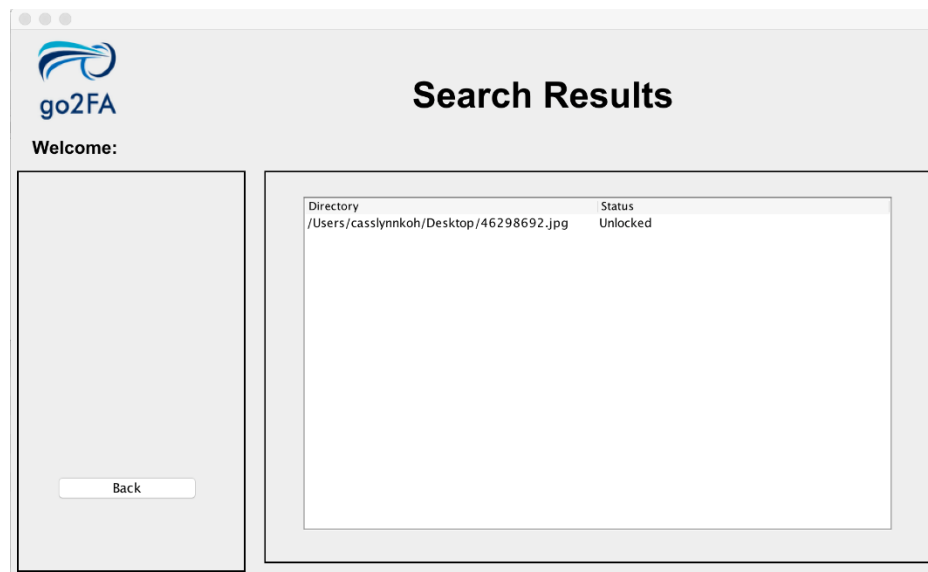 go2FA
Search Results
Welcome:
Directory Status
/Users/casslynnkoh/Desktop/46298692.jpg Unlocked
Back